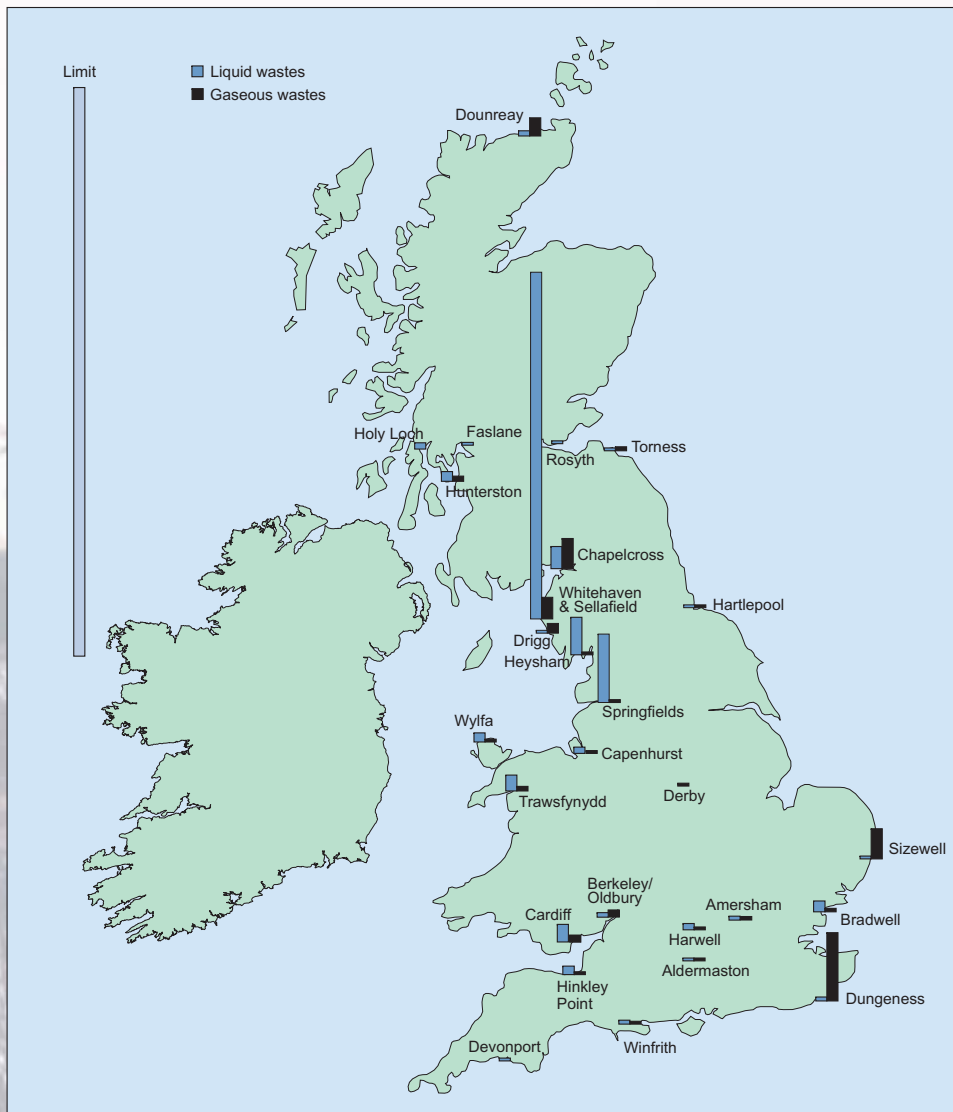 Limit
Liquid wastes
Gaseous wastes
Dounreay
Holy Loch
Faslane
Rosyth
Torness
Hunterston
Chapelcross
Whitehaven
& Sellafield
Hartlepool
Drigg
Heysham
Springfields
Wylfa
Capenhurst
Trawsfynydd
Derby
Sizewell
Berkeley/
Oldbury
Amersham
Cardiff
Bradwell
Harwell
Aldermaston
Hinkley
Point
Dungeness
Devonport
Winfrith